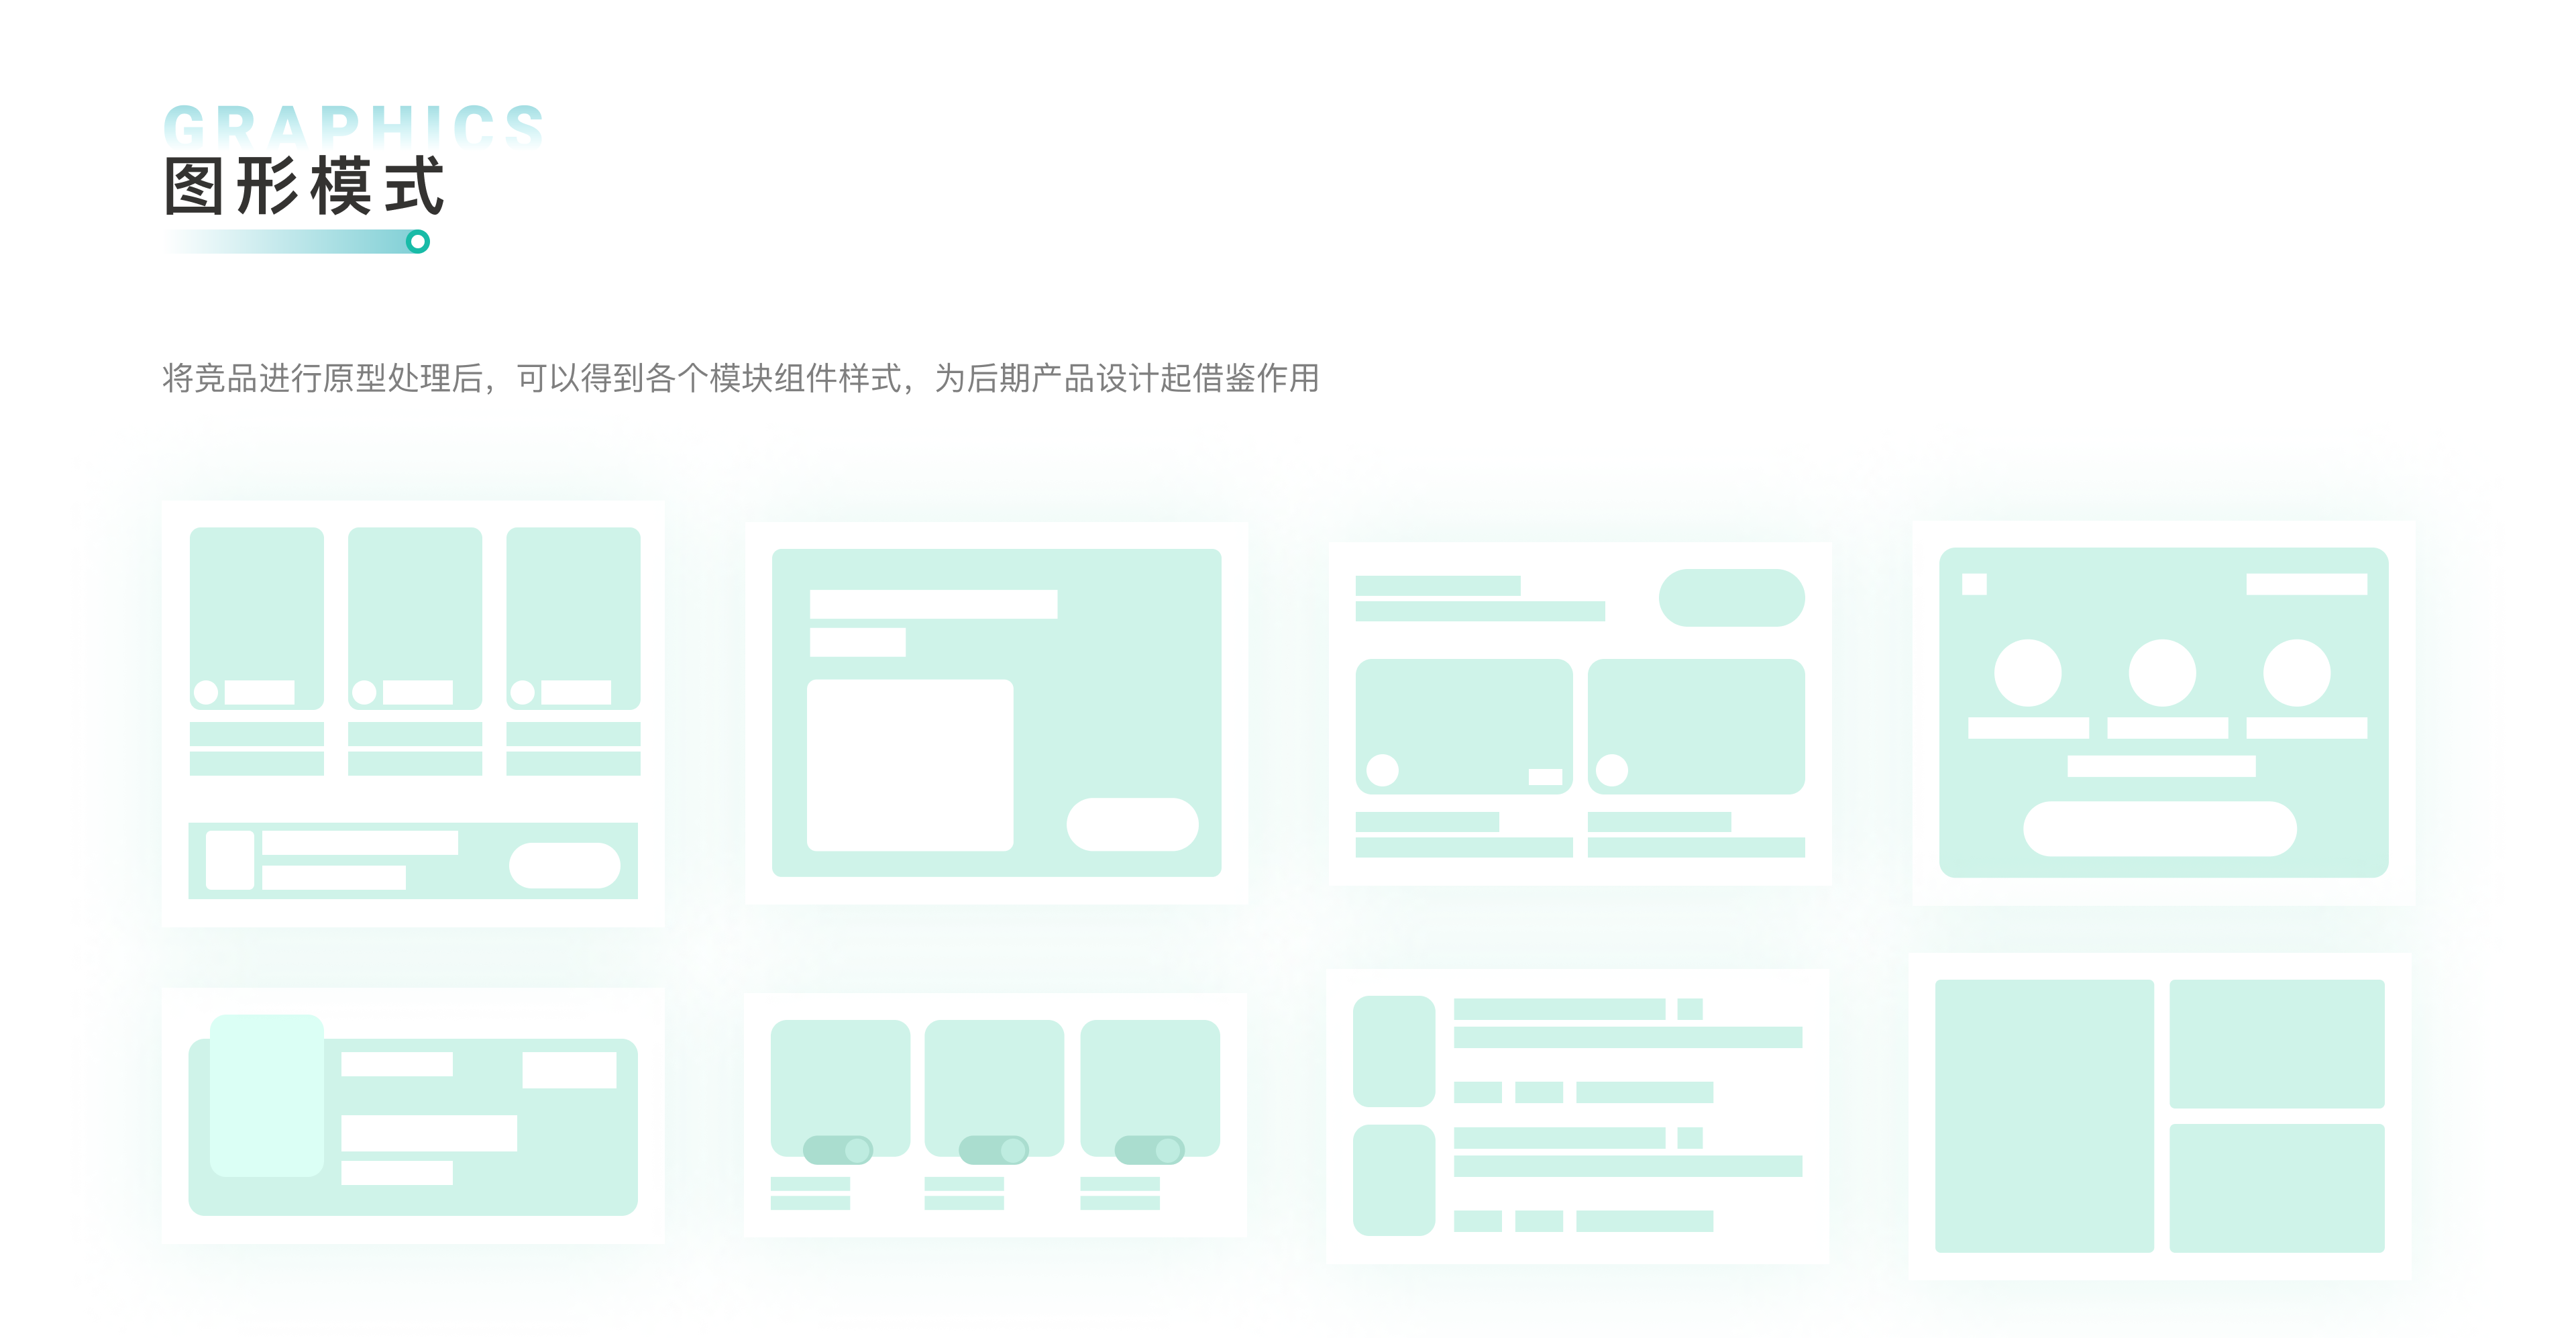 GRAPHICS
图形模式
将竞品进行原型处理后，可以得到各个模块组件样式，为后期产品设计起借鉴作用